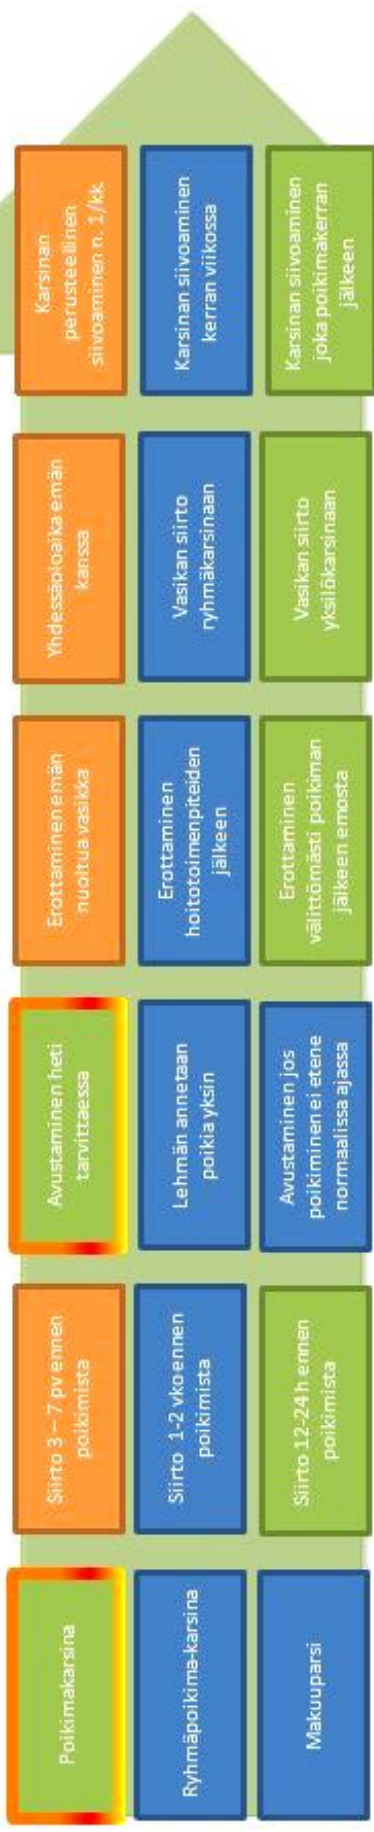 Poikimakarsina
Ryhmäpoikima-karsina
Makuuparsi
Siirto 3 – 7 pv ennen
poikimista
Siirto 1-2 vko ennen
poikimista
Siirto 12-24 h ennen
poikimista
Avustaminen heti
tarvittaessa
Lehmän annetaan
poikia yksin
Avustaminen jos
poikiminen ei etene
normaalissa ajassa
Erottaminen emän
nuoltua vasikka
Erottaminen
hoitotoimenpiteiden
jälkeen
Erottaminen
välittömästi poikiman
jälkeen emosta
Yhdessäoloaika emän
kanssa
Vasikan siirto
ryhmäkarsinaan
Vasikan siirto
yksilökarsinaan
Karsinan
perusteellinen
siivoaminen n. 1/kk
Karsinan siivoaminen
kerran viikossa
Karsinan siivoaminen
joka poikimakerran
jälkeen